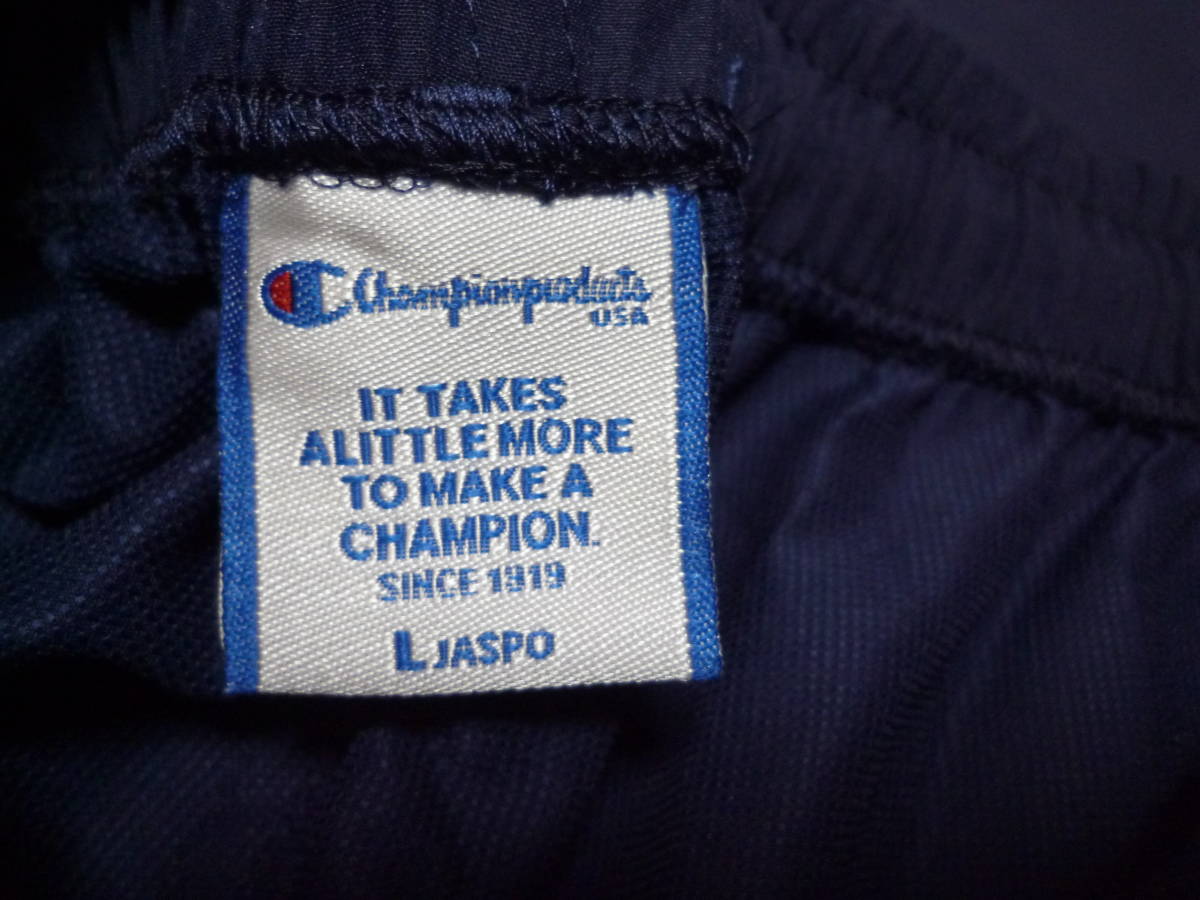 Championproducts
USA
IT TAKES
ALITTLE MORE
TO MAKE A
CHAMPION.
SINCE 1919
L JASPO